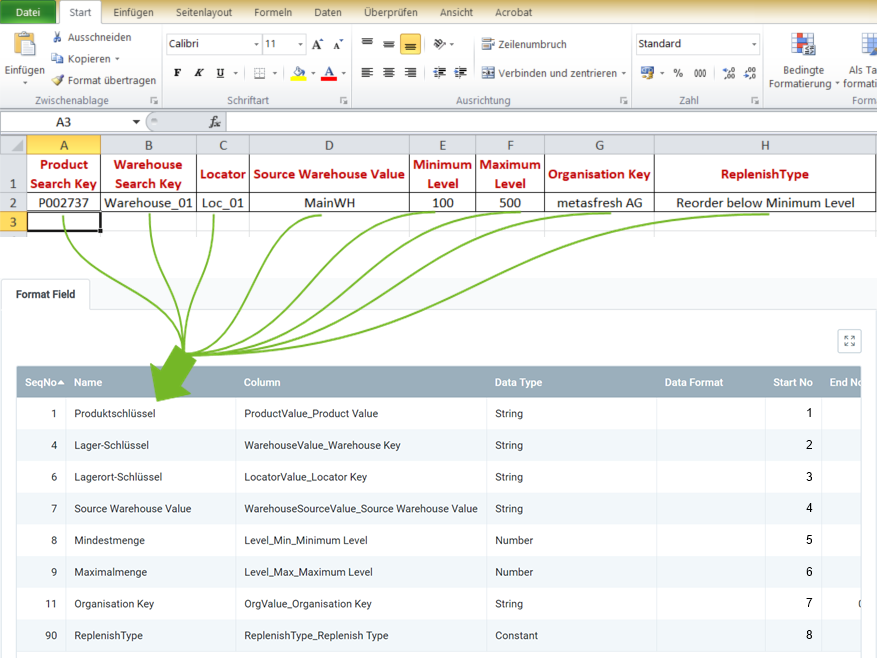 Datei Start Einfügen Seitenlayout Formeln Daten Überprüfen Ansicht Acrobat
Einfügen
Ausschneiden
Kopieren
Format übertragen
Zwischenablage
Calibri 11
F K U A
Schriftart
Zeilenumbruch
Verbinden und zentrieren
Ausrichtung
Standard
% 000
Zahl
Bedingte
Formatierung
Als Ta
formati
Form
A3 fx
A B C D E F G H
1 Product Search Key Warehouse Search Key Locator Source Warehouse Value Minimum Level Maximum Level Organisation Key ReplenishType
2 P002737 Warehouse_01 Loc_01 MainWH 100 500 metasfresh AG Reorder below Minimum Level
3
Format Field
SeqNo Name Column Data Type Data Format Start No End No
1 Produktschlüssel ProductValue_Product Value String 1
4 Lager-Schlüssel WarehouseValue_Warehouse Key String 2
6 Lagerort-Schlüssel LocatorValue_Locator Key String 3
7 Source Warehouse Value WarehouseSourceValue_Source Warehouse Value String 4
8 Mindestmenge Level_Min_Minimum Level Number 5
9 Maximalmenge Level_Max_Maximum Level Number 6
11 Organisation Key OrgValue_Organisation Key String 7
90 ReplenishType ReplenishType_Replenish Type Constant 8